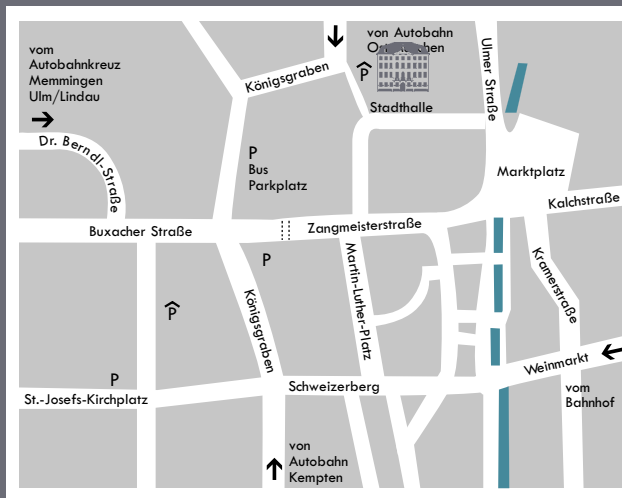 von Autobahn
vom
Autobahnkreuz
Memmingen
Ulm/Lindau
Königsgraben
P
Stadthalle
Ulmer Straße
Dr. Berndl-Straße
P
Bus
Parkplatz
Marktplatz
Kalchstraße
Buxacher Straße
Zangmeisterstraße
P
Martin-Luther-Platz
Kramerstraße
Königsgraben
P
P
Weinmarkt
St.-Josefs-Kirchplatz
Schweizerberg
vom
Bahnhof
von
Autobahn
Kempten